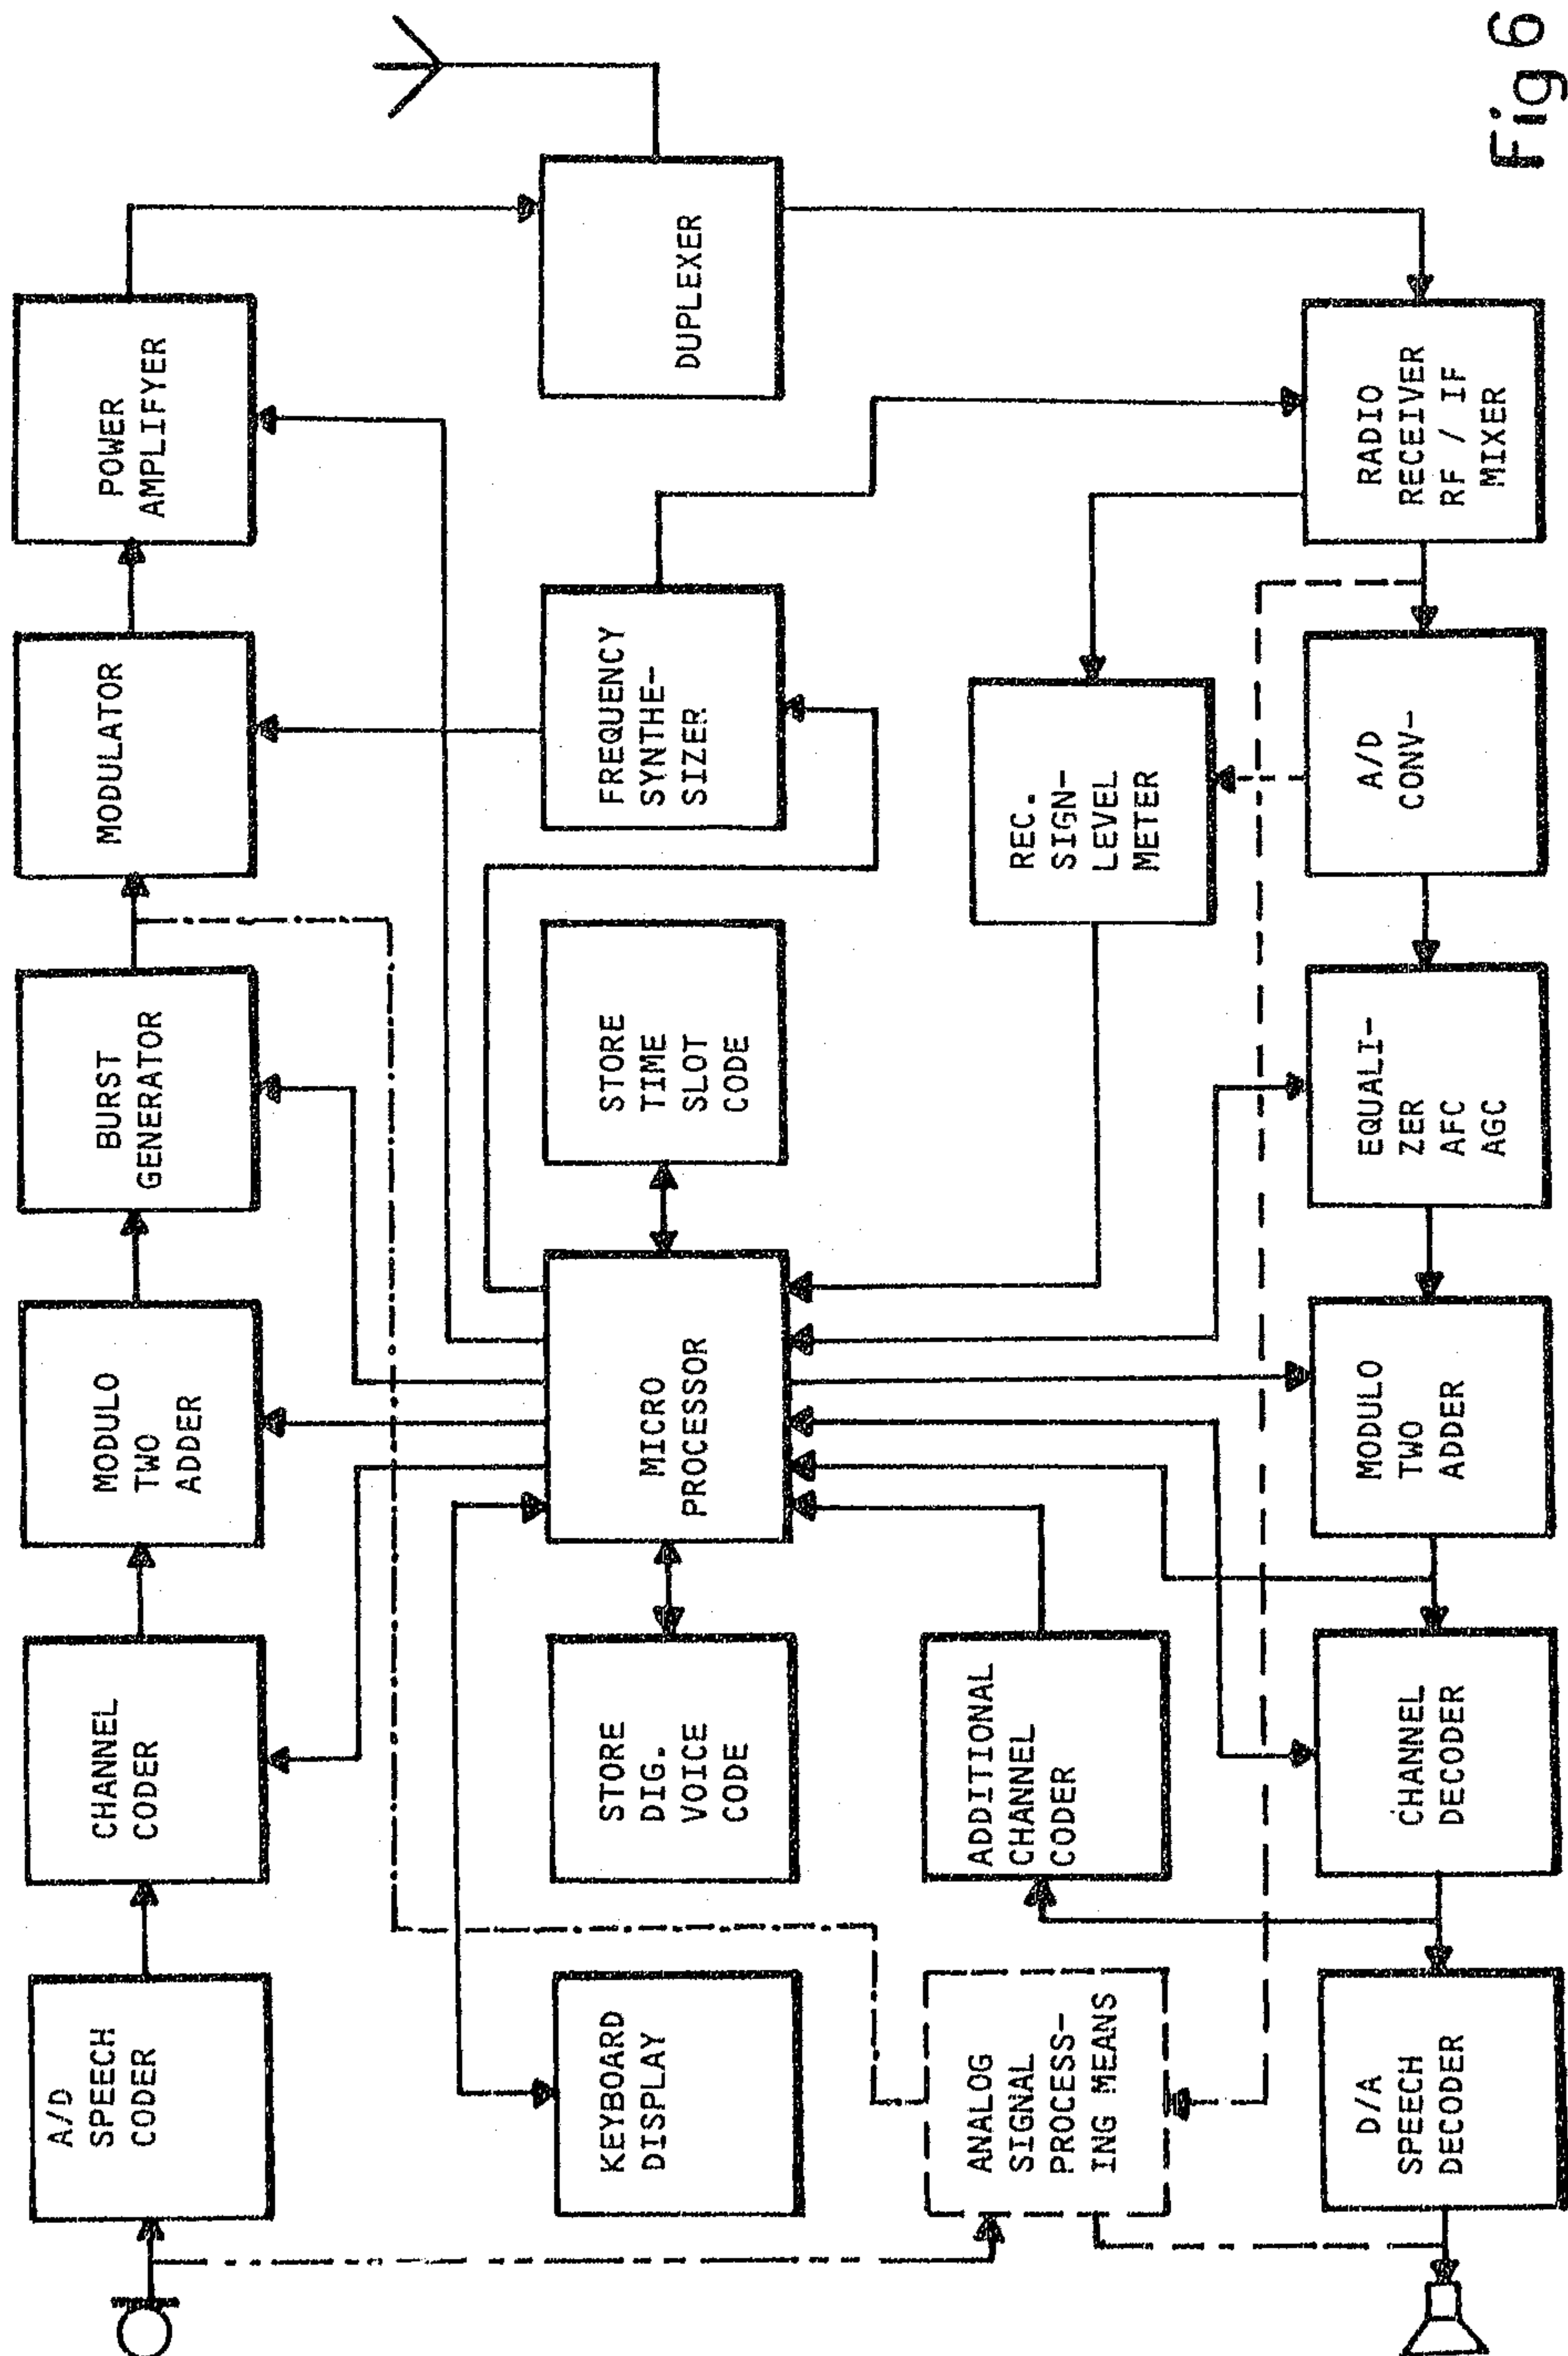 A/D
SPEECH
CODER
CHANNEL
CODER
MODULO
TWO
ADDER
BURST
GENERATOR
MODULATOR
POWER
AMPLIFYER
KEYBOARD
DISPLAY
STORE
DIG.
VOICE
CODE
MICRO
PROCESSOR
STORE
TIME
SLOT
CODE
FREQUENCY
SYNTHE-
SIZER
DUPLEXER
ANALOG
SIGNAL
PROCESS-
ING MEANS
ADDITIONAL
CHANNEL
CODER
REC.
SIGN-
LEVEL
METER
D/A
SPEECH
DECODER
CHANNEL
DECODER
MODULO
TWO
ADDER
EQUALI-
ZER
AFC
AGC
A/D
CONV-
RADIO
RECEIVER
RF / IF
MIXER
Fig 6